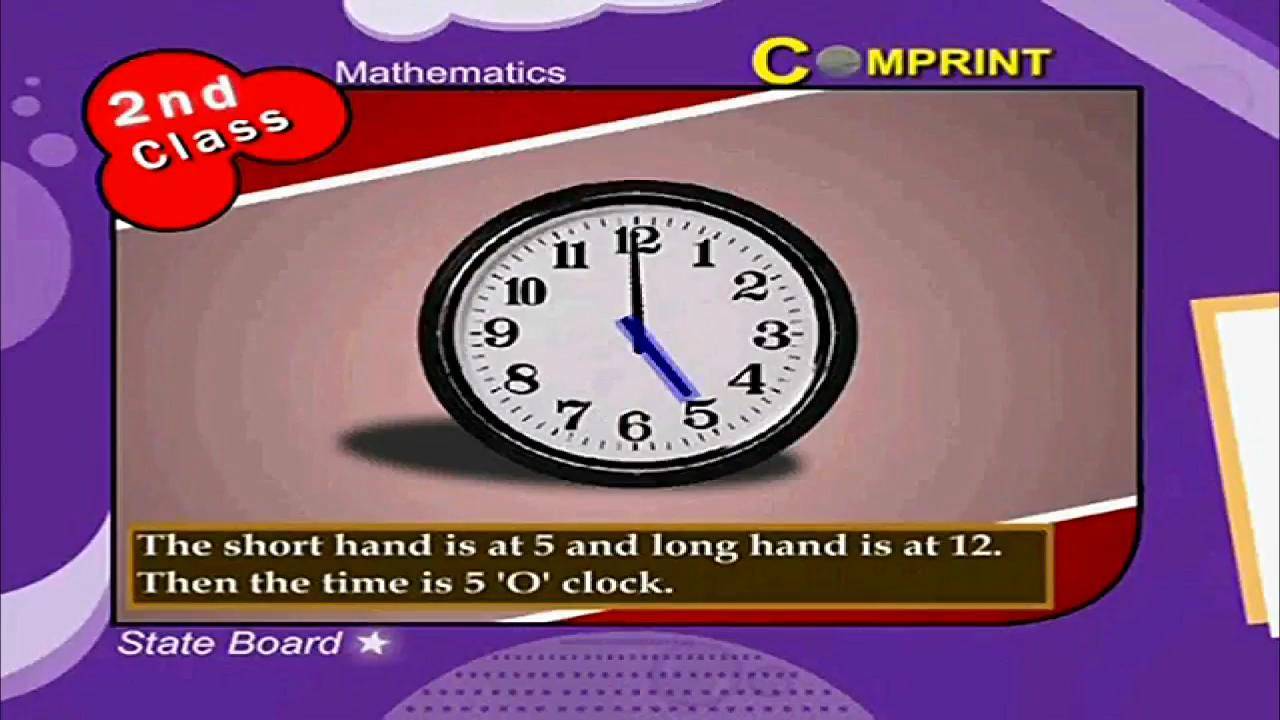 Mathematics
COMPRINT
2nd
Class
12
11
1
10
2
9
3
8
4
7
5
6
The short hand is at 5 and long hand is at 12.
Then the time is 5 'O' clock.
State Board